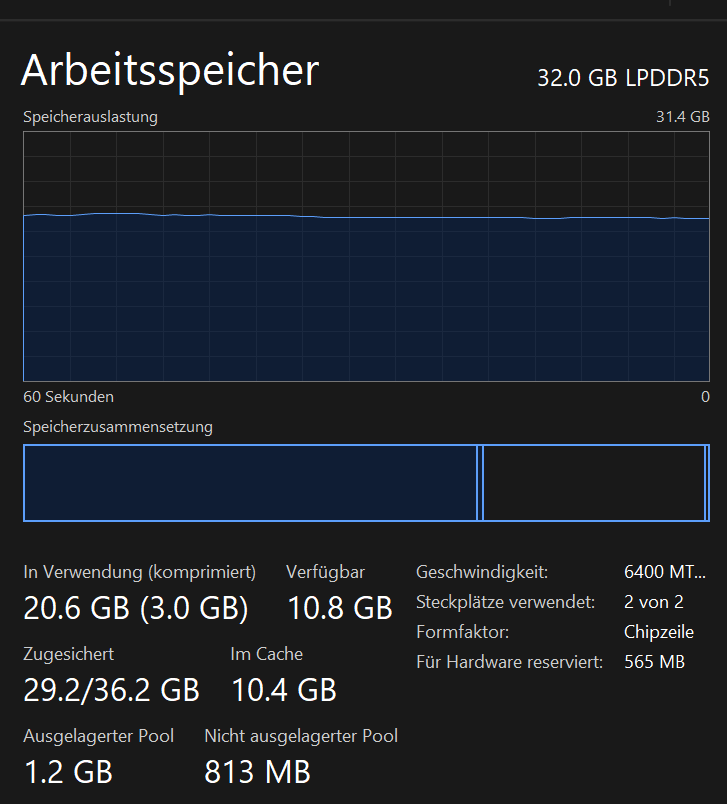 Arbeitsspeicher
32.0 GB LPDDR5
Speicherauslastung
31.4 GB
60 Sekunden
0
Speicherzusammensetzung
In Verwendung (komprimiert)
20.6 GB (3.0 GB)
Verfügbar
10.8 GB
Zugesichert
29.2/36.2 GB
Im Cache
10.4 GB
Ausgelagerter Pool
1.2 GB
Nicht ausgelagerter Pool
813 MB
Geschwindigkeit: 6400 MT...
Steckplätze verwendet: 2 von 2
Formfaktor: Chipzeile
Für Hardware reserviert: 565 MB